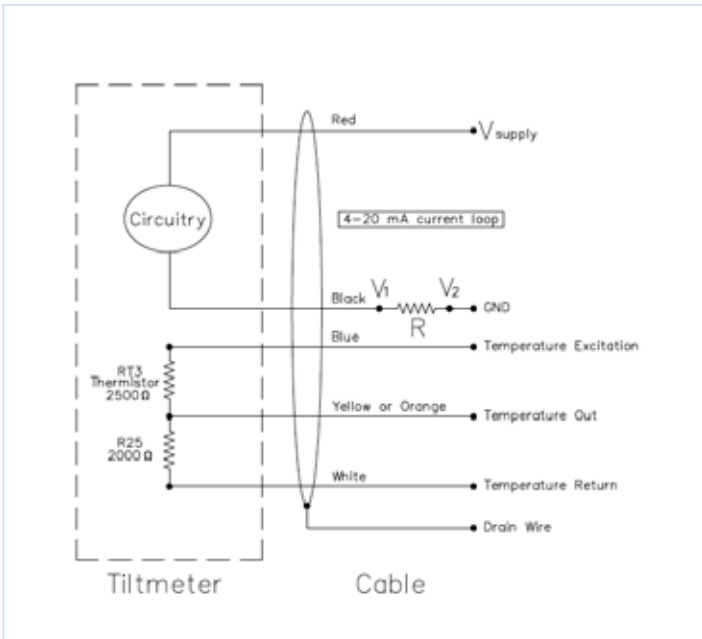 Red
V supply
Circuitry
4-20 mA current loop
Black
V1
V2
R
GND
Blue
Temperature Excitation
RT3
Thermistor
2500Ω
Yellow or Orange
Temperature Out
R25
2000Ω
White
Temperature Return
Drain Wire
Tiltmeter
Cable